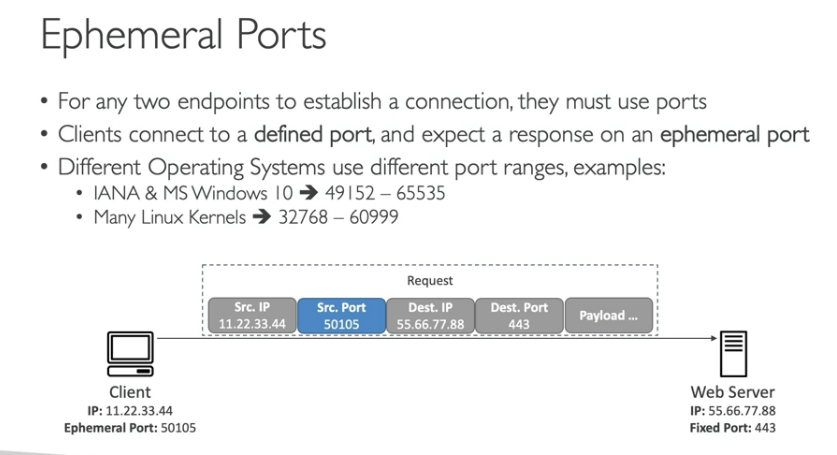 Ephemeral Ports
• For any two endpoints to establish a connection, they must use ports
• Clients connect to a defined port, and expect a response on an ephemeral port
• Different Operating Systems use different port ranges, examples:
• IANA & MS Windows 10 ➔ 49152 – 65535
• Many Linux Kernels ➔ 32768 – 60999
Request
Src. IP
11.22.33.44
Src. Port
50105
Dest. IP
55.66.77.88
Dest. Port
443
Payload ...
Client
IP: 11.22.33.44
Ephemeral Port: 50105
Web Server
IP: 55.66.77.88
Fixed Port: 443